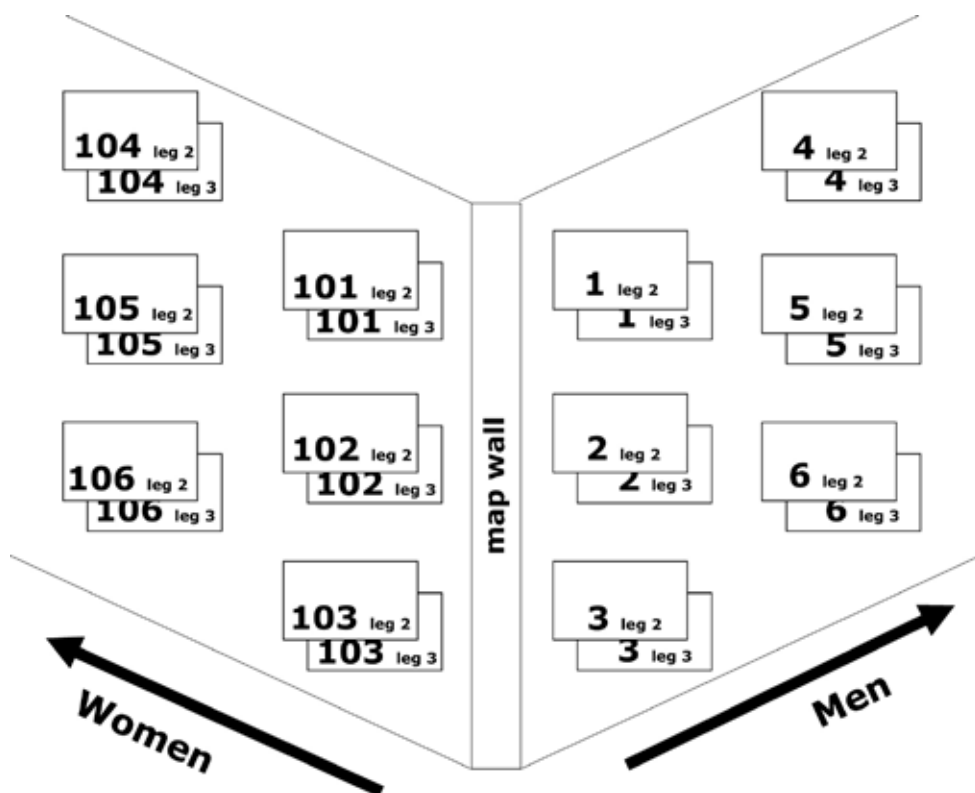 104 leg 2
104 leg 3
105 leg 2
105 leg 3
106 leg 2
106 leg 3
101 leg 2
101 leg 3
102 leg 2
102 leg 3
103 leg 2
103 leg 3
map wall
1 leg 2
1 leg 3
2 leg 2
2 leg 3
3 leg 2
3 leg 3
4 leg 2
4 leg 3
5 leg 2
5 leg 3
6 leg 2
6 leg 3
Women
Men